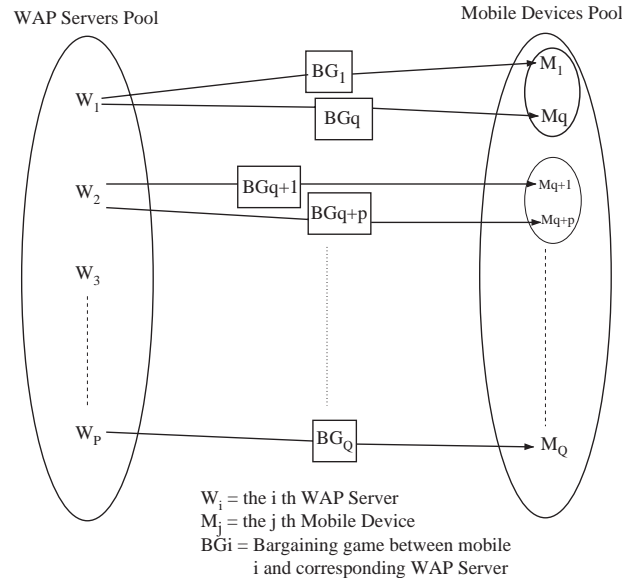 WAP Servers Pool
Mobile Devices Pool
W1
BG1
M1
BGq
Mq
W2
BGq+1
Mq+1
BGq+p
Mq+p
W3
WP
BGQ
MQ
Wi = the i th WAP Server
Mj = the j th Mobile Device
BGi = Bargaining game between mobile
i and corresponding WAP Server